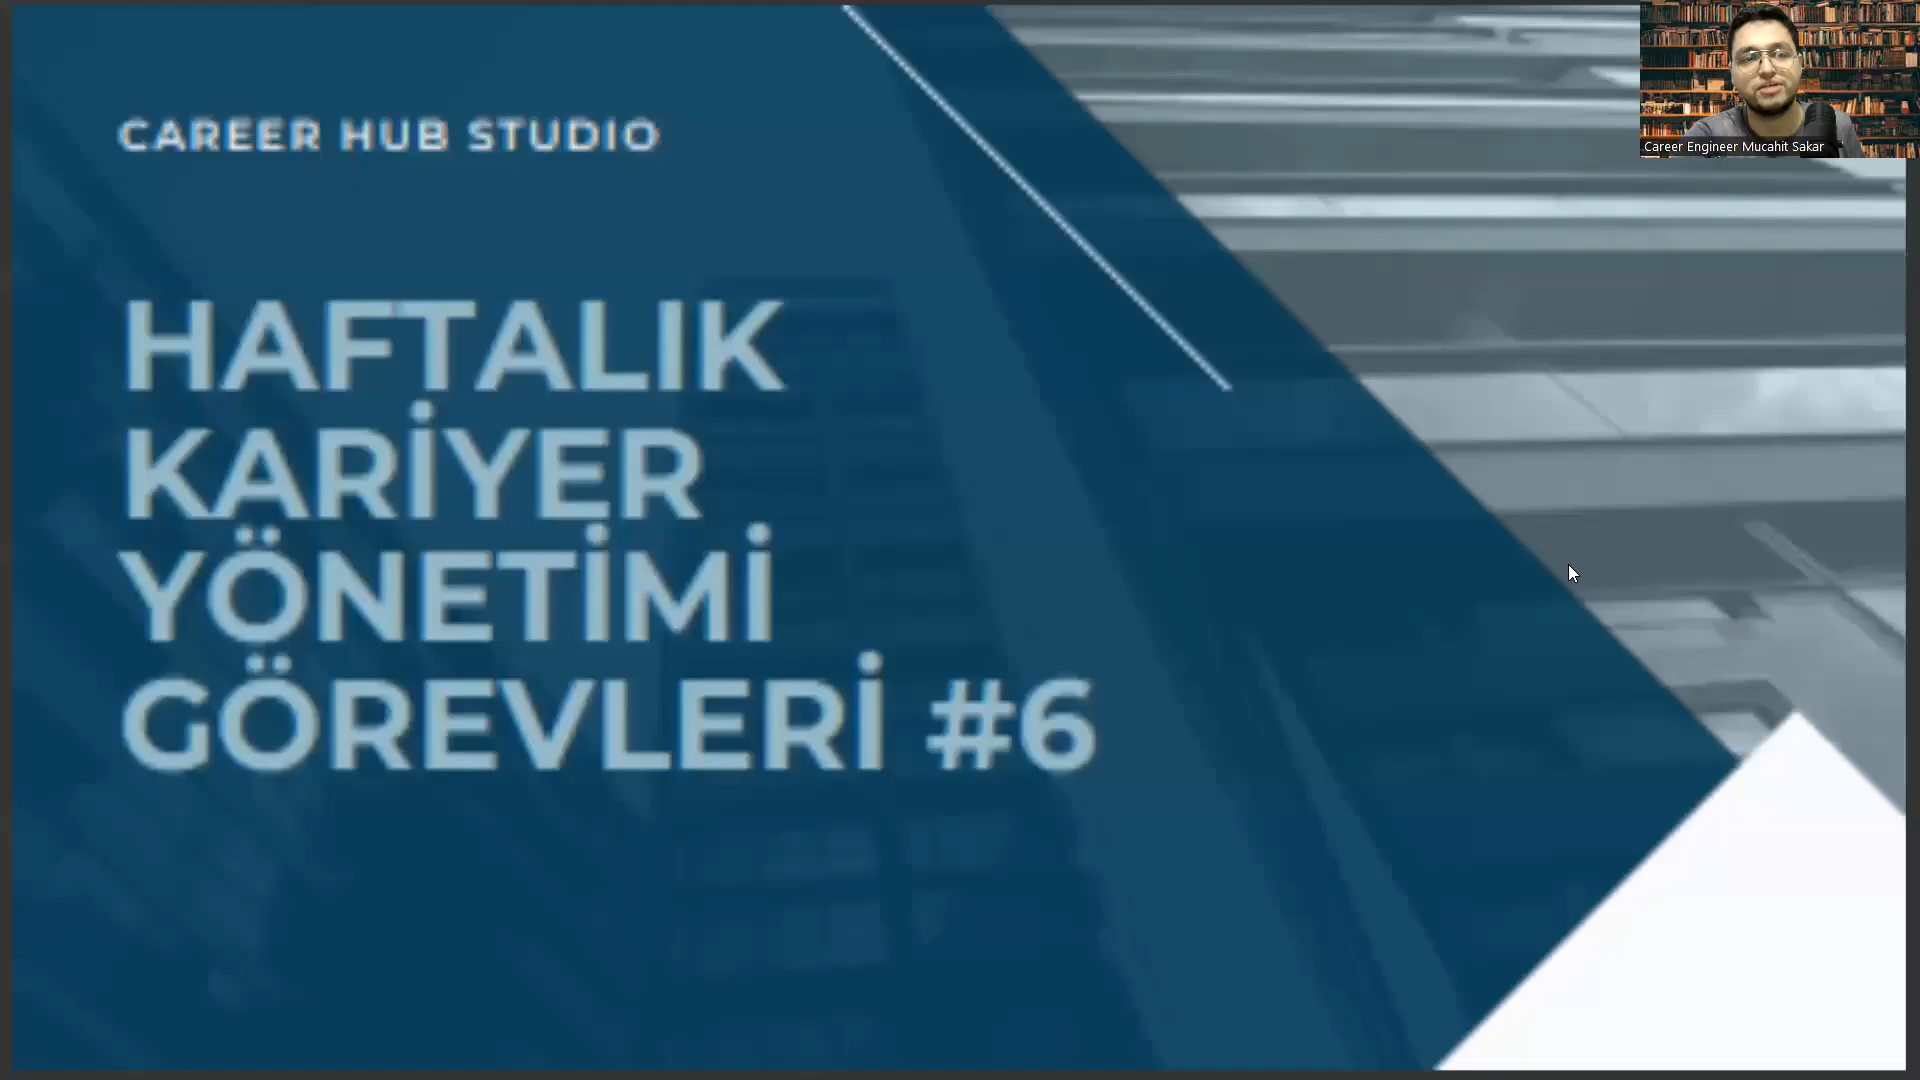 CAREER HUB STUDIO
HAFTALIK
KARİYER
YÖNETİMİ
GÖREVLERİ #6
Career Engineer Mucahit Sakar